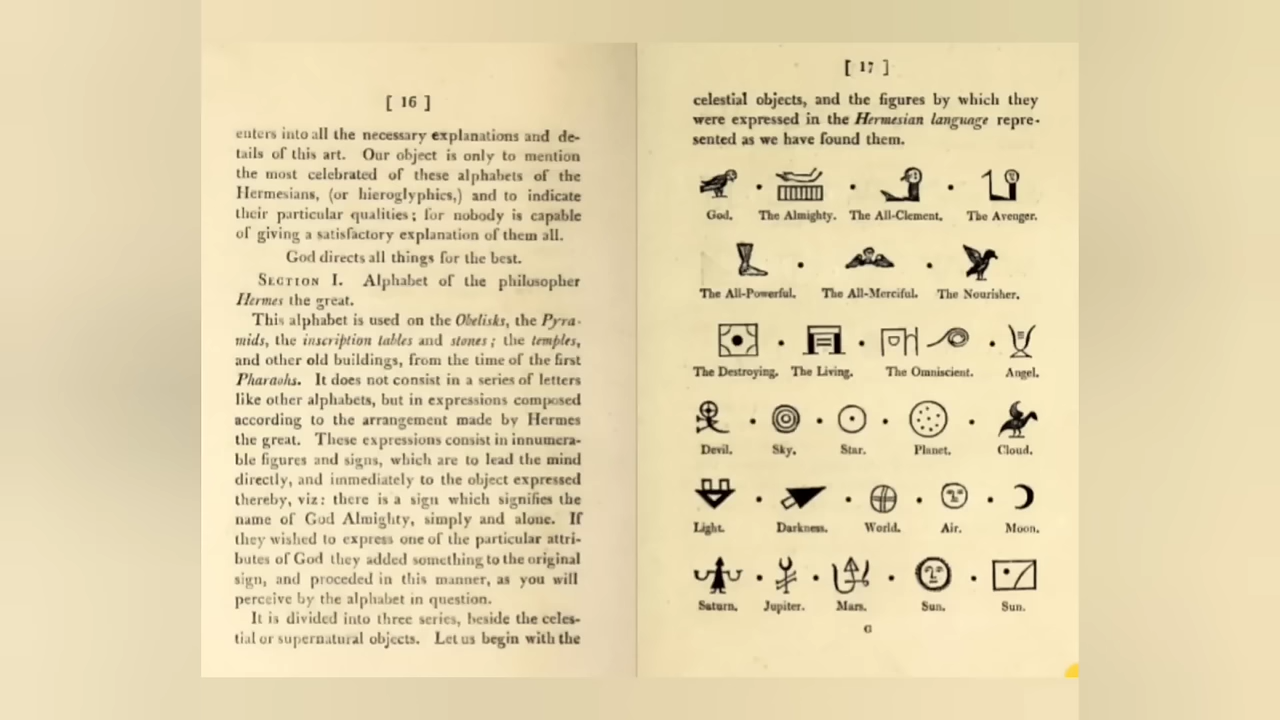 [ 16 ]
enters into all the necessary explanations and de-
tails of this art. Our object is only to mention
the most celebrated of these alphabets of the
Hermesians, (or hieroglyphics,) and to indicate
their particular qualities; for nobody is capable
of giving a satisfactory explanation of them all.
God directs all things for the best.
SECTION I. Alphabet of the philosopher
Hermes the great.
This alphabet is used on the Obelisks, the Pyra-
mids, the inscription tables and stones; the temples,
and other old buildings, from the time of the first
Pharaohs. It does not consist in a series of letters
like other alphabets, but in expressions composed
according to the arrangement made by Hermes
the great. These expressions consist in innumera-
ble figures and signs, which are to lead the mind
directly, and immediately to the object expressed
thereby, viz: there is a sign which signifies the
name of God Almighty, simply and alone. If
they wished to express one of the particular attri-
butes of God they added something to the original
sign, and proceded in this manner, as you will
perceive by the alphabet in question.
It is divided into three series, beside the celes-
tial or supernatural objects. Let us begin with the
[ 17 ]
celestial objects, and the figures by which they
were expressed in the Hermesian language repre-
sented as we have found them.
God. The Almighty. The All-Clement. The Avenger.
The All-Powerful. The All-Merciful. The Nourisher.
The Destroying. The Living. The Omniscient. Angel.
Devil. Sky. Star. Planet. Cloud.
Light. Darkness. World. Air. Moon.
Saturn. Jupiter. Mars. Sun. Sun.
G